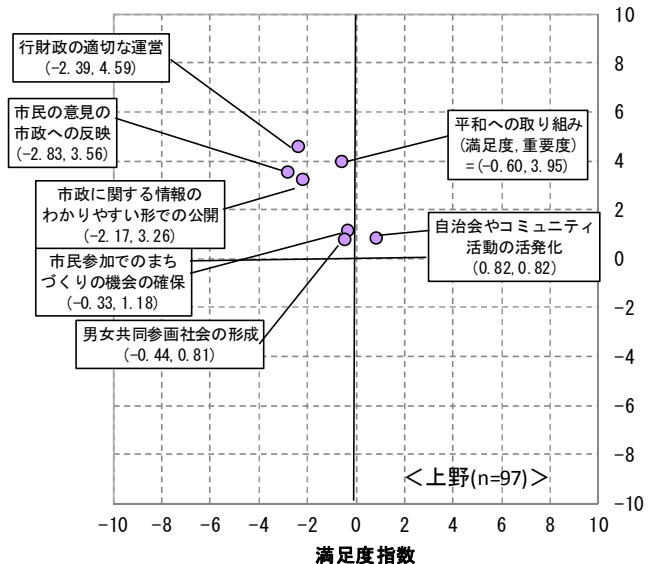 行財政の適切な運営
(-2.39, 4.59)
市民の意見の
市政への反映
(-2.83, 3.56)
市政に関する情報の
わかりやすい形での公開
(-2.17, 3.26)
市民参加でのまち
づくりの機会の確保
(-0.33, 1.18)
男女共同参画社会の形成
(-0.44, 0.81)
平和への取り組み
(満足度, 重要度)
=(-0.60, 3.95)
自治会やコミュニティ
活動の活発化
(0.82, 0.82)
10
8
6
4
2
0
-2
-4
-6
-8
-10
<上野(n=97)>
-10 -8 -6 -4 -2 0 2 4 6 8 10
満足度指数